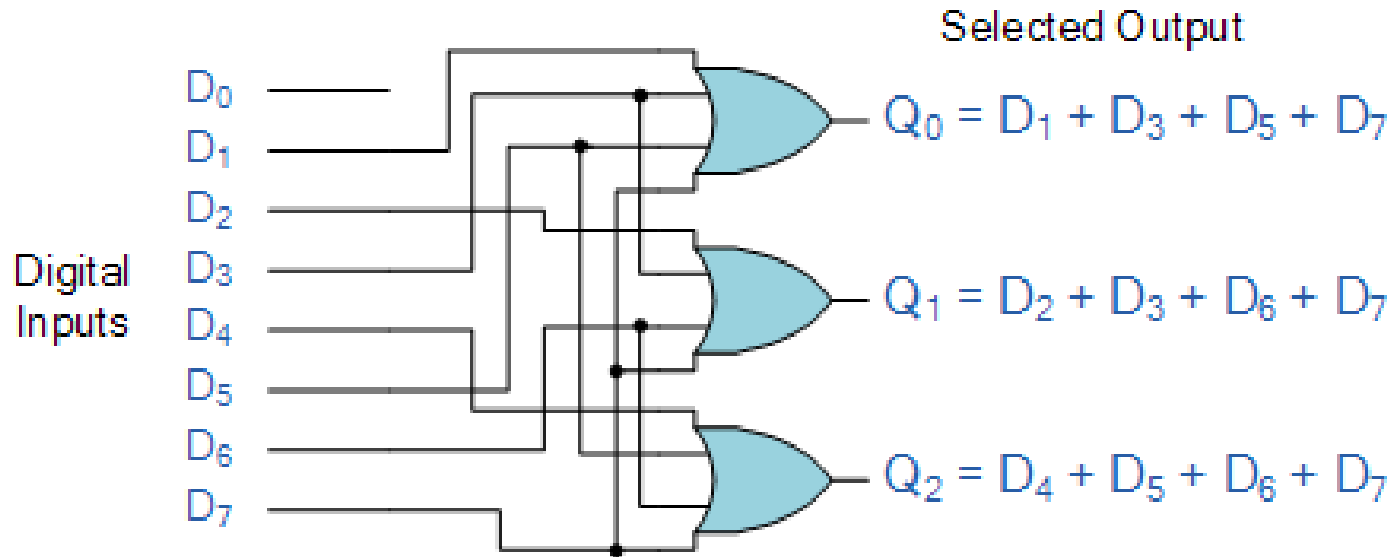 Selected Output
D₀
D₁
D₂
D₃
D₄
D₅
D₆
D₇
Digital
Inputs
Q₀ = D₁ + D₃ + D₅ + D₇
Q₁ = D₂ + D₃ + D₆ + D₇
Q₂ = D₄ + D₅ + D₆ + D₇